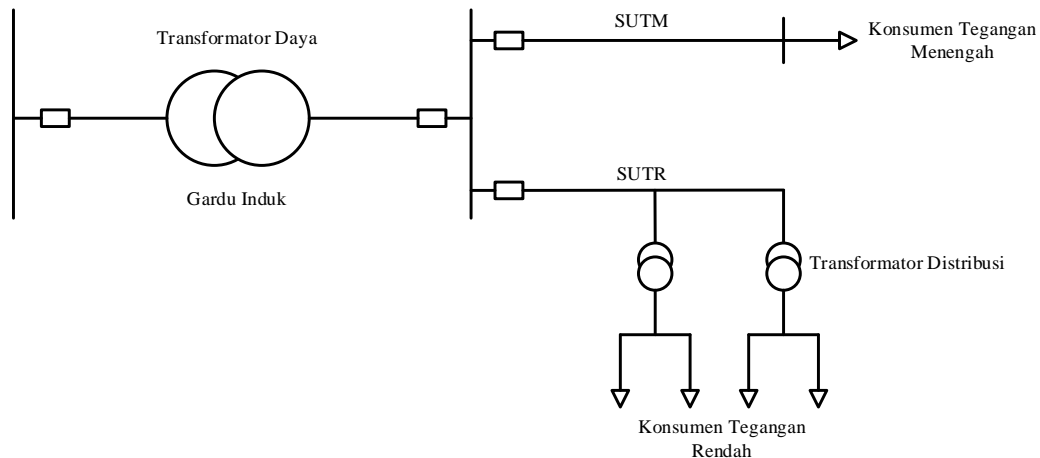 Transformator Daya
Gardu Induk
SUTM
Konsumen Tegangan
Menengah
SUTR
Transformator Distribusi
Konsumen Tegangan
Rendah